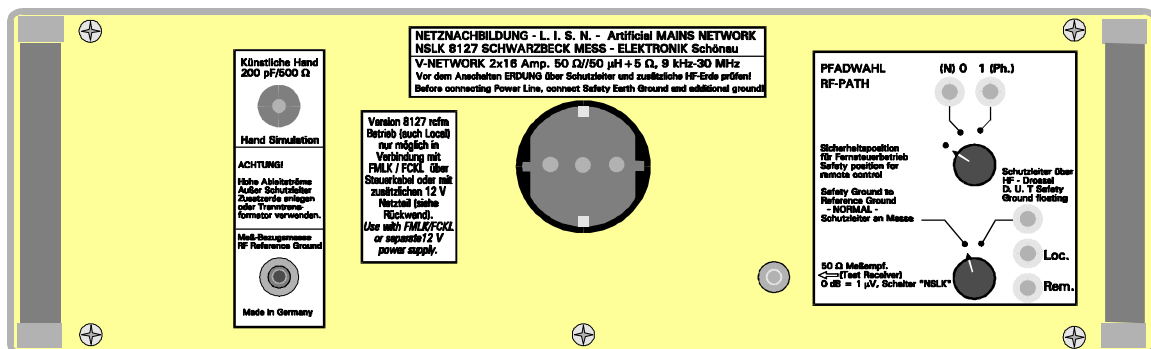 Künstliche Hand
200 pF/500 Ω
Hand Simulation
ACHTUNG!
Hohe Ableitströme
Außer Schutzleiter
Zusatzerde anlegen
oder Tranntrens-
formator verwenden.
Meß-Bezugsmasse
RF Reference Ground
Made in Germany
Version 8127 rcfm
Betrieb (auch Local)
nur möglich in
Verbindung mit
FMLK / FCKL über
Steuerkabel oder mit
zusätzlichen 12 V
Netzteil (siehe
Rückwand).
Use with FMLK/FCKL
or separate12 V
power supply.
NETZNACHBILDUNG - L. I. S. N. - Artificial MAINS NETWORK
NSLK 8127 SCHWARZBECK MESS - ELEKTRONIK Schönau
V-NETWORK 2x16 Amp. 50 Ω//50 µH+5 Ω, 9 kHz-30 MHz
Vor dem Anschalten ERDUNG über Schutzleiter und zusätzliche HF-Erde prüfen!
Before connecting Power Line, connect Safety Earth Ground and additional ground!
PFADWAHL (N) 0 1 (Ph.)
RF-PATH
Sicherheitsposition
für Fernsteuerbetrieb
Safety position for
remote control
Schutzleiter über
HF - Drossel
D. U. T Safety
Ground floating
Safety Ground to
Reference Ground
- NORMAL -
Schutzleiter an Masse
Loc.
50 Ω Meßempf.
(Test Receiver)
0 dB = 1 µV, Schalter "NSLK"
Rem.